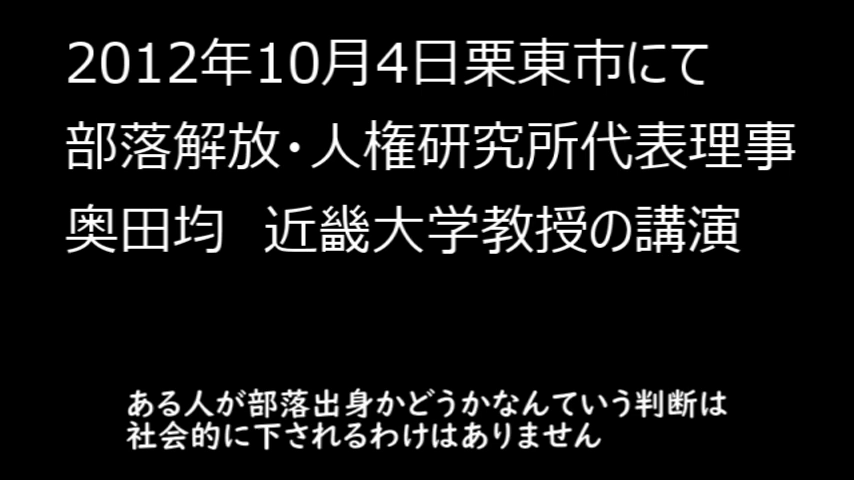 2012年10月4日栗東市にて
部落解放・人権研究所代表理事
奥田均　近畿大学教授の講演
ある人が部落出身かどうかなんていう判断は
社会的に下されるわけはありません